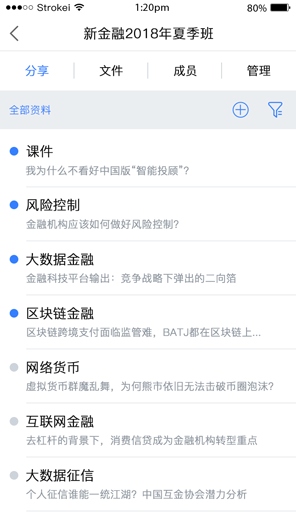 Strokei 1:20pm 80%
新金融2018年夏季班
分享 文件 成员 管理
全部资料
课件
我为什么不看好中国版“智能投顾”?
风险控制
金融机构应该如何做好风险控制?
大数据金融
金融科技平台输出：竞争战略下弹出的二向箔
区块链金融
区块链跨境支付面临监管难，BATJ都在区块链上...
网络货币
虚拟货币群魔乱舞，为何熊市依旧无法击破币圈泡沫?
互联网金融
去杠杆的背景下，消费信贷成为金融机构转型重点
大数据征信
个人征信谁能一统江湖? 中国互金协会潜力分析